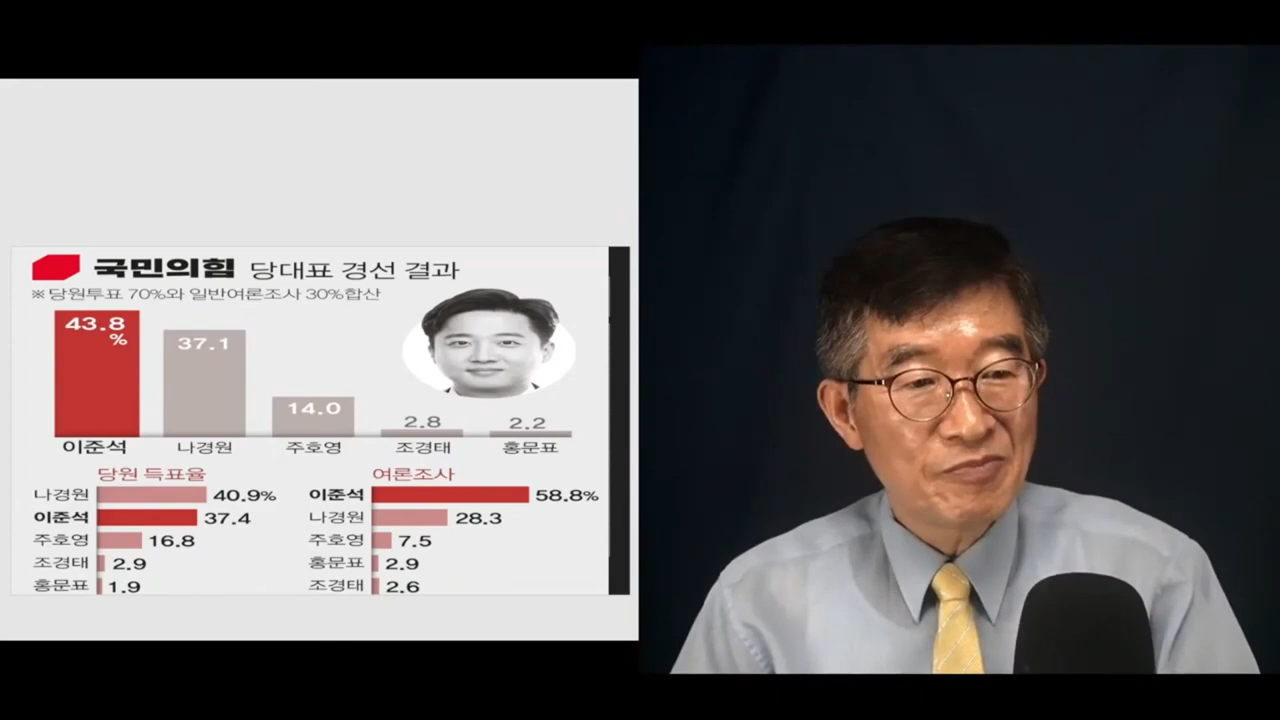 국민의힘 당대표 경선 결과
※ 당원투표 70%와 일반여론조사 30%합산
43.8
%
37.1
14.0
2.8
2.2
이준석 나경원 주호영 조경태 홍문표
당원 득표율
나경원 40.9%
이준석 37.4
주호영 16.8
조경태 2.9
홍문표 1.9
여론조사
이준석 58.8%
나경원 28.3
주호영 7.5
홍문표 2.9
조경태 2.6